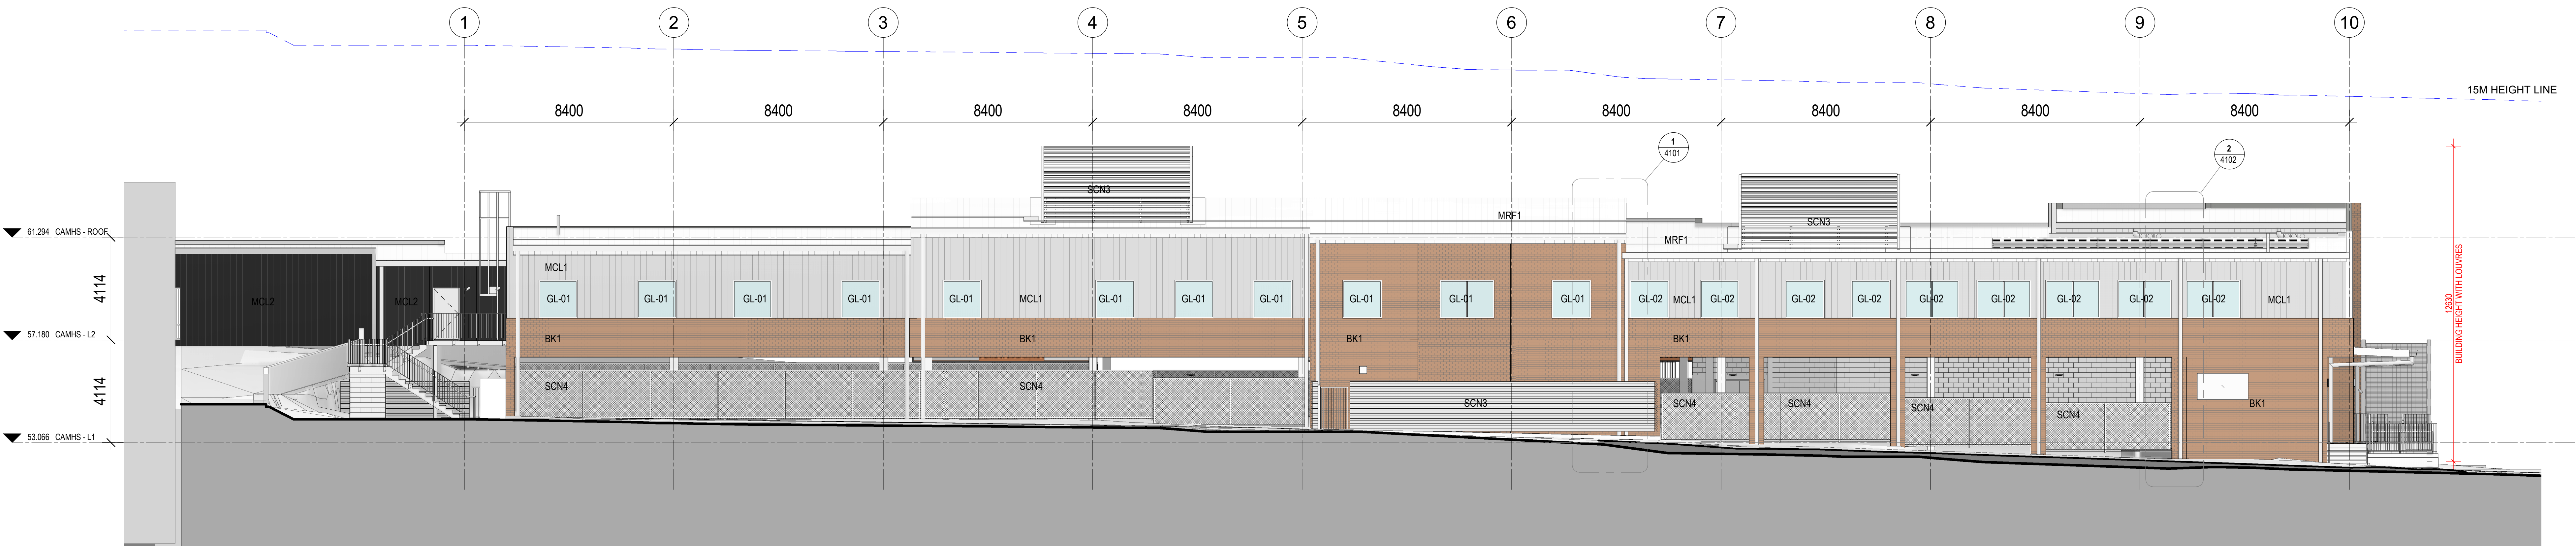 1 2 3 4 5 6 7 8 9 10
15M HEIGHT LINE
8400 8400 8400 8400 8400 8400 8400 8400 8400
1
4101
2
4102
SCN3
MRF1
SCN3
61.294 CAMHS - ROOF
MRF1
MCL1
MCL2 MCL2 GL-01 GL-01 GL-01 GL-01 GL-01 MCL1 GL-01 GL-01 GL-01 GL-01 GL-01 GL-01 GL-02 MCL1 GL-02 GL-02 GL-02 GL-02 GL-02 GL-02 GL-02 GL-02 MCL1
4114
12630
BUILDING HEIGHT WITH LOUVRES
57.180 CAMHS - L2
BK1 BK1 BK1 BK1
4114
SCN4 SCN4 SCN3 SCN4 SCN4 SCN4 SCN4 BK1
53.066 CAMHS - L1